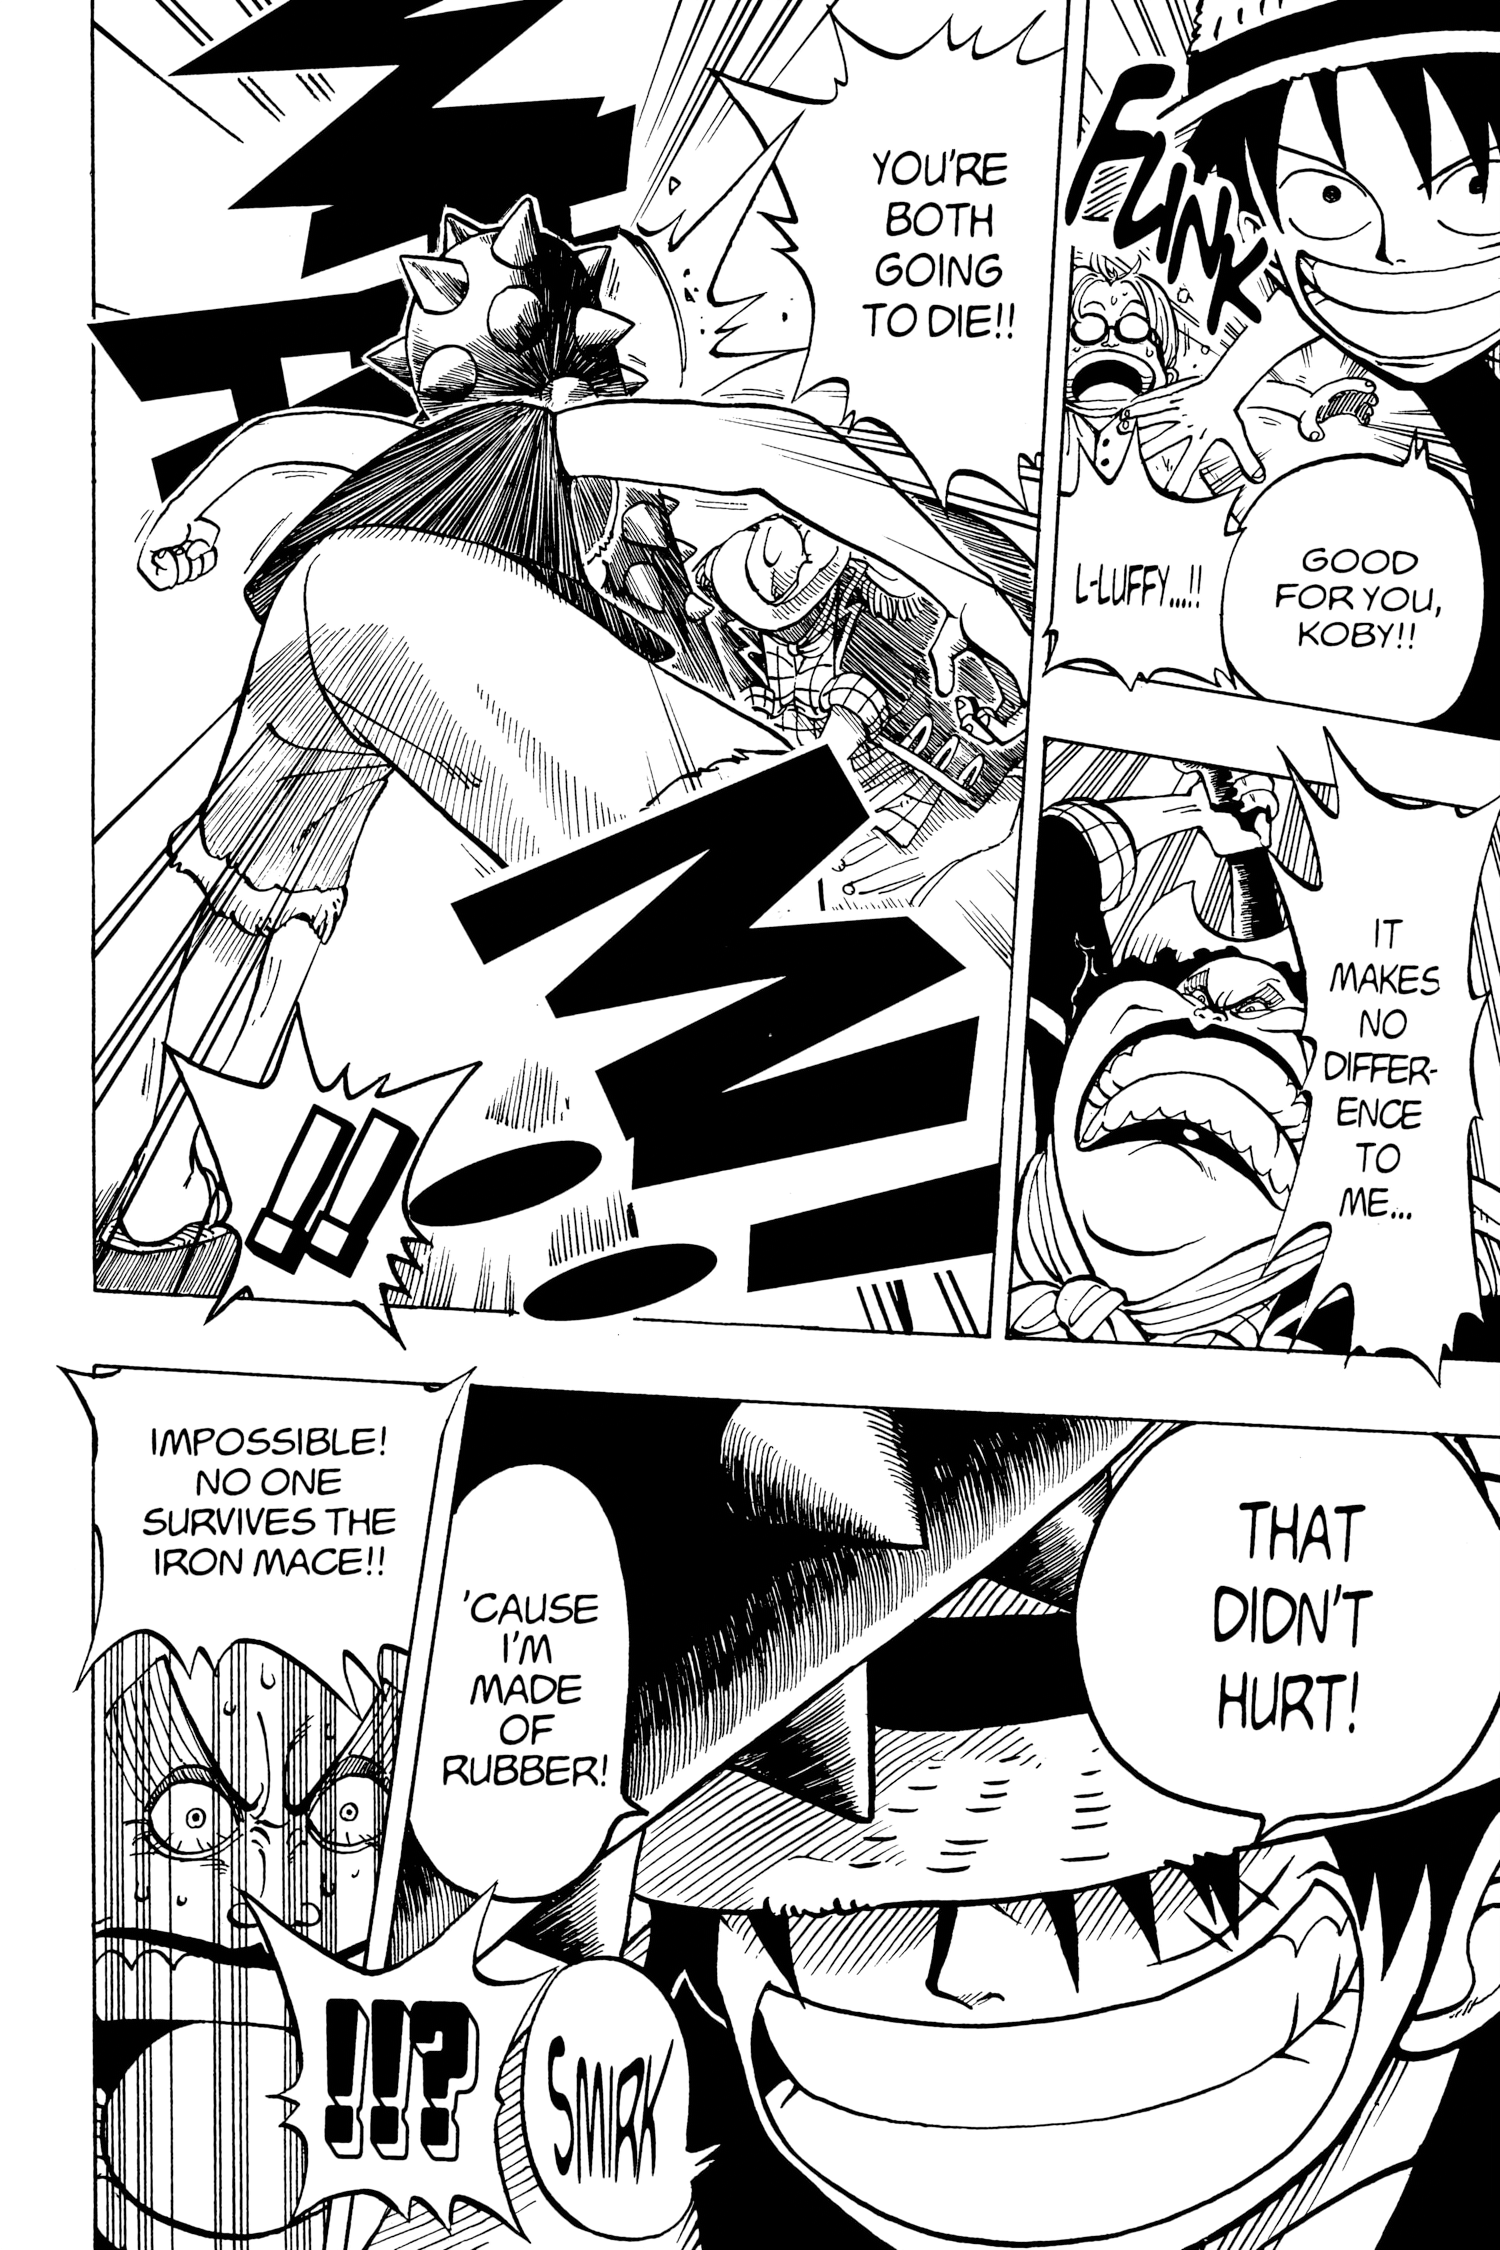 FLINK
L-LUFFY...!!
GOOD
FOR YOU,
KOBY!!
IT
MAKES
NO
DIFFER-
ENCE
TO
ME...
YOU'RE
BOTH
GOING
TO DIE!!
!!
THAT
DIDN'T
HURT!
'CAUSE
I'M
MADE
OF
RUBBER!
SMIRK
IMPOSSIBLE!
NO ONE
SURVIVES THE
IRON MACE!!
!!?